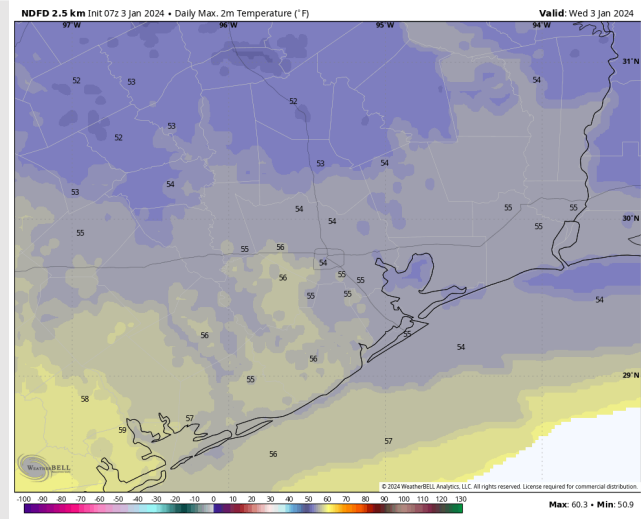 NDFD 2.5 km Init 07z 3 Jan 2024 • Daily Max. 2m Temperature (°F)
Valid: Wed 3 Jan 2024
97°W 96°W 95°W 94°W
31°N
52 53 54
52
53
52
53 54
54
53
54 55 55
54
30°N
55 55
55 56
54
56 55 55
55 55
54
56 55
54
56
29°N
55
58
57
59
57
56
WEATHERBELL
© 2024 WeatherBELL Analytics, LLC. All rights reserved. License required for commercial distribution.
-100 -90 -80 -70 -60 -50 -40 -30 -20 -10 0 10 20 30 40 50 60 70 80 90 100 110 120 130
Max: 60.3 • Min: 50.9